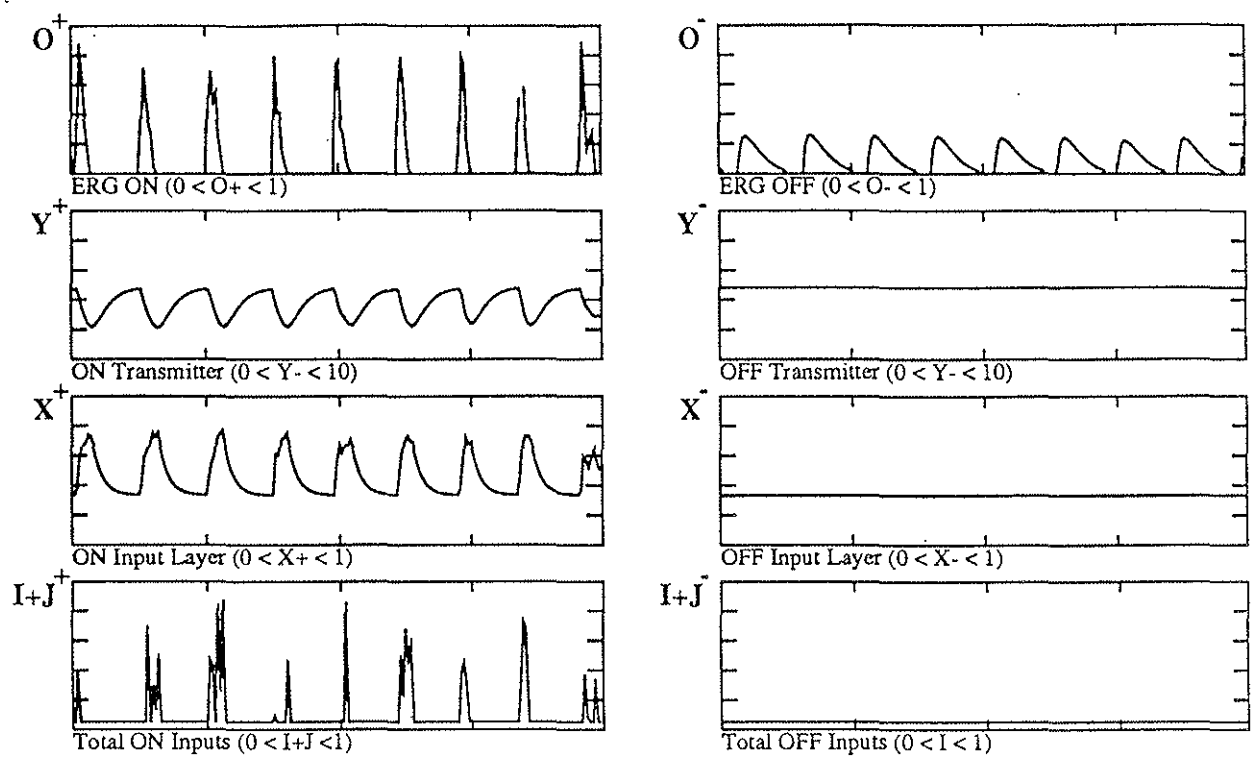 O+
ERG ON (0 < O+ < 1)
O-
ERG OFF (0 < O- < 1)
Y+
ON Transmitter (0 < Y- < 10)
Y-
OFF Transmitter (0 < Y- < 10)
X+
ON Input Layer (0 < X+ < 1)
X-
OFF Input Layer (0 < X- < 1)
I+J+
Total ON Inputs (0 < I+J <1)
I+J-
Total OFF Inputs (0 < I < 1)